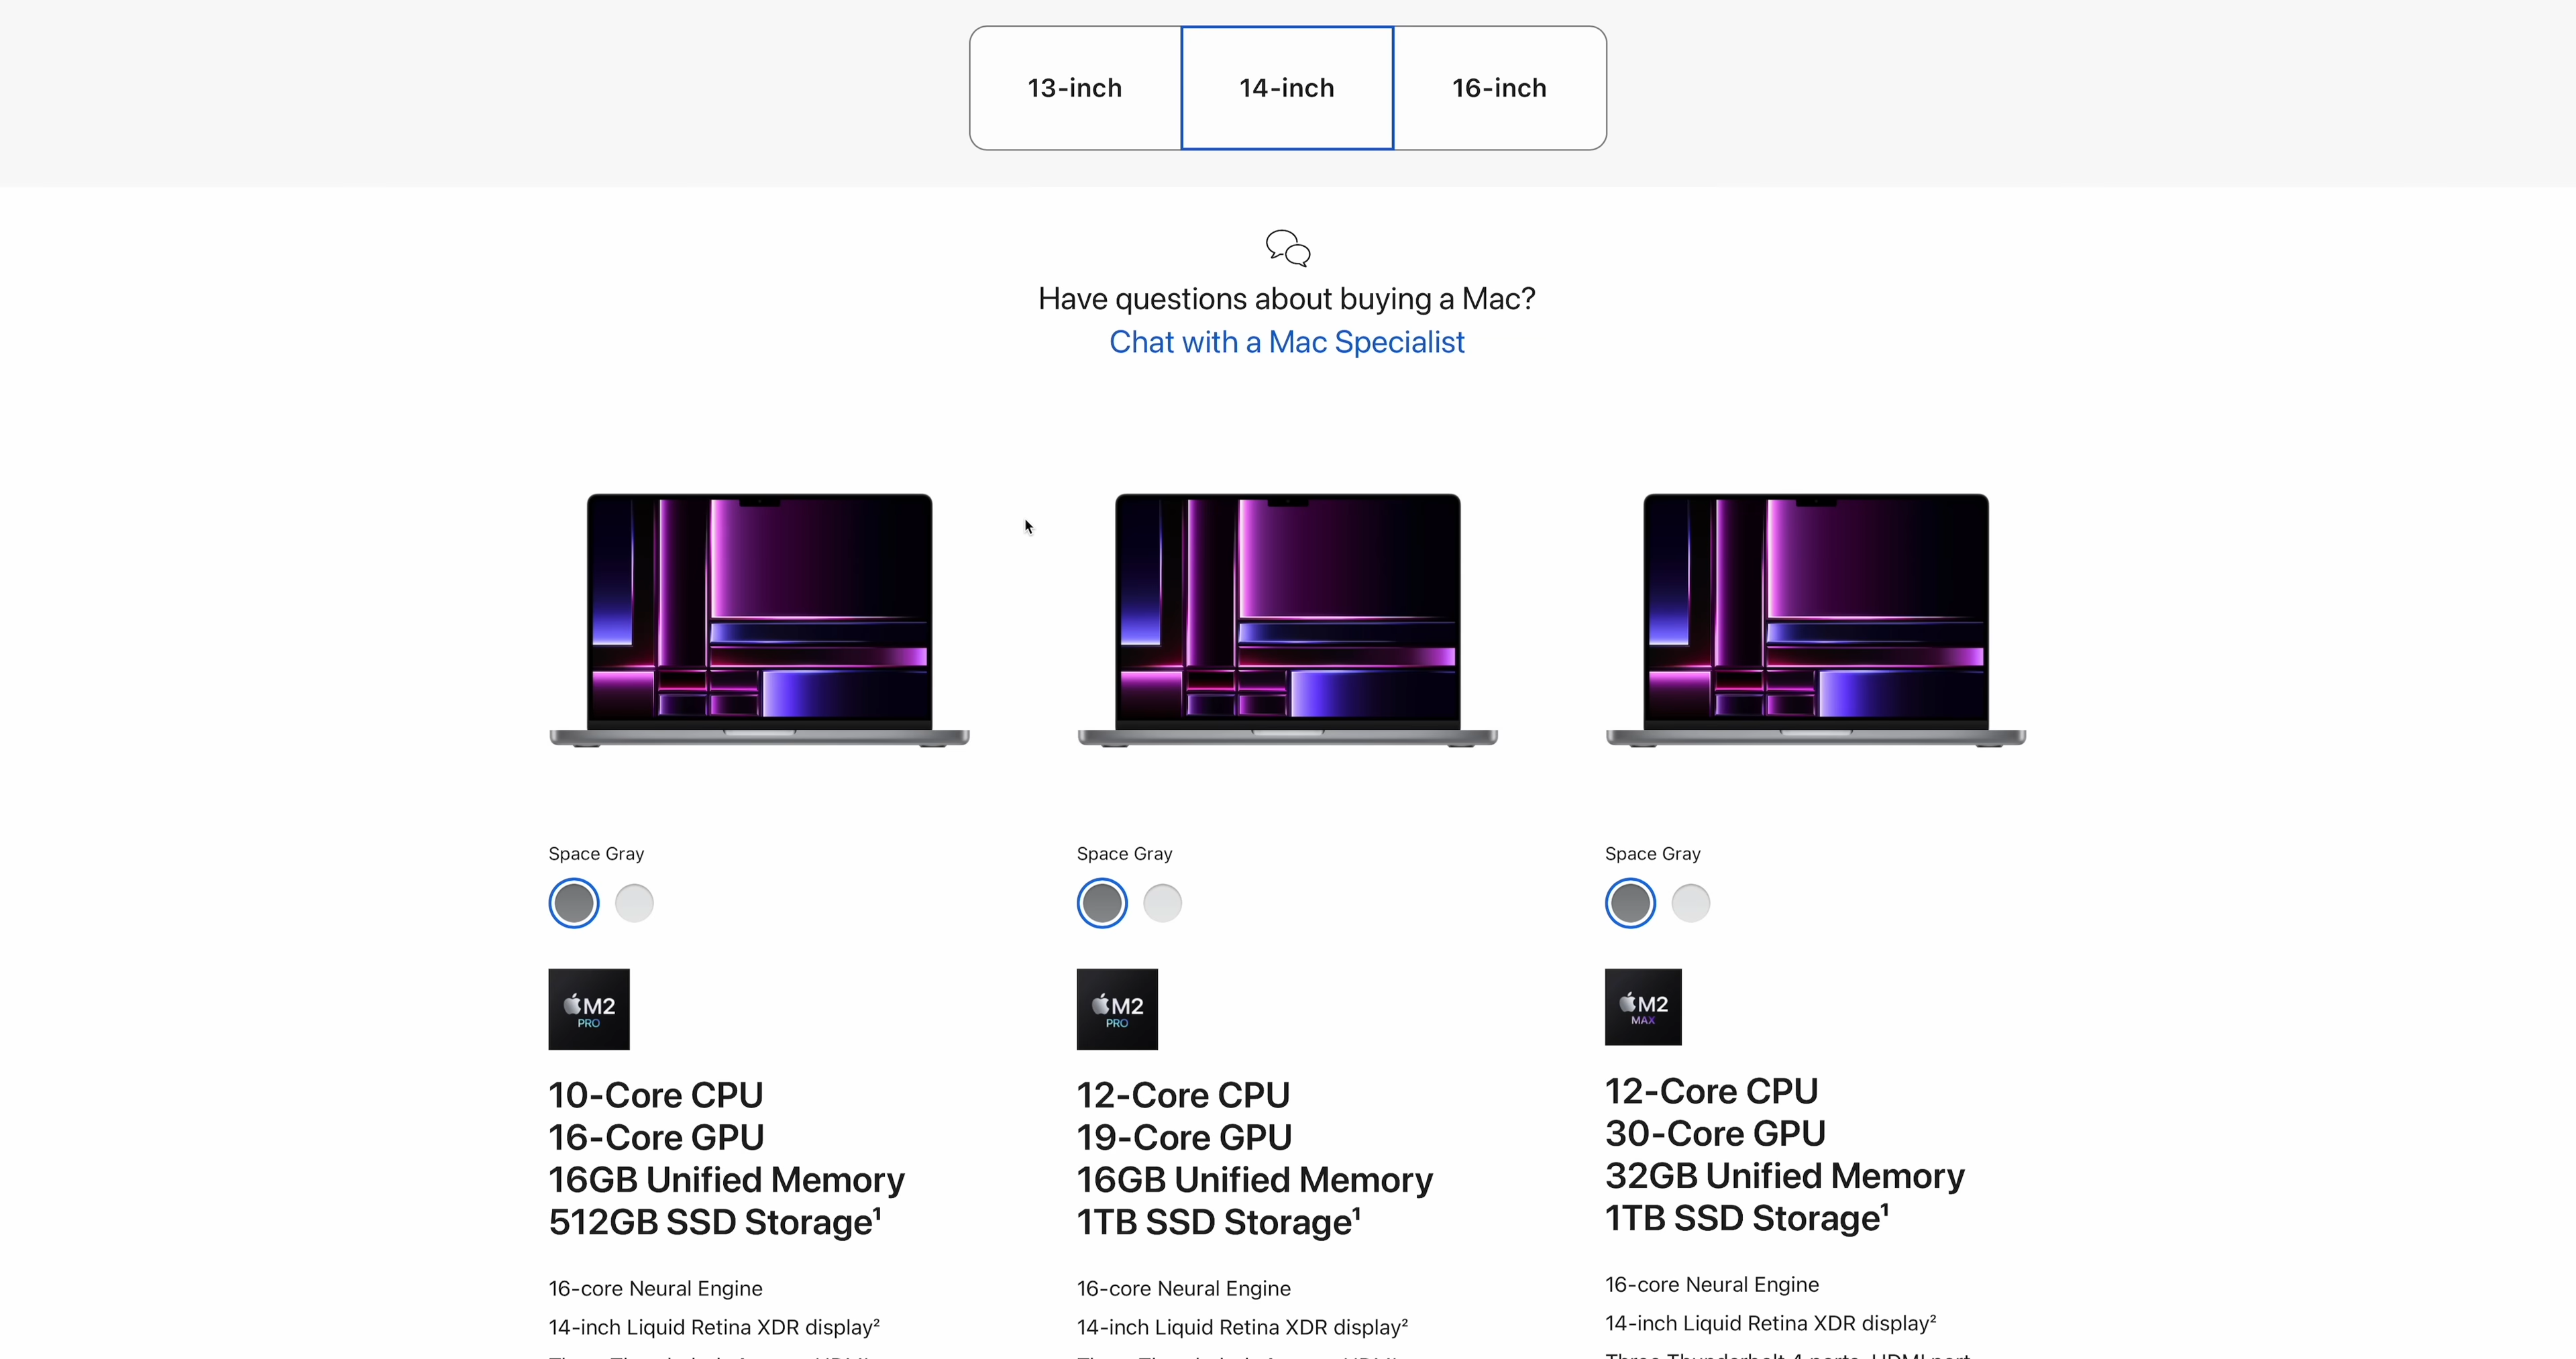 13-inch
14-inch
16-inch
Have questions about buying a Mac?
Chat with a Mac Specialist
Space Gray
M2
PRO
10-Core CPU
16-Core GPU
16GB Unified Memory
512GB SSD Storage¹
16-core Neural Engine
14-inch Liquid Retina XDR display²
Space Gray
M2
PRO
12-Core CPU
19-Core GPU
16GB Unified Memory
1TB SSD Storage¹
16-core Neural Engine
14-inch Liquid Retina XDR display²
Space Gray
M2
MAX
12-Core CPU
30-Core GPU
32GB Unified Memory
1TB SSD Storage¹
16-core Neural Engine
14-inch Liquid Retina XDR display²